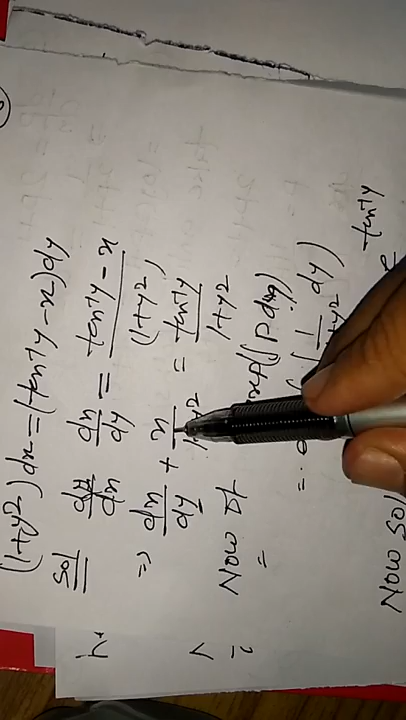 (1+y²)dx = (tan⁻¹y - x)dy
Sol dx/dy = tan⁻¹y - x / (1+y²)
⇒ dx/dy + x/1+y² = tan⁻¹y / 1+y²
Now If
= exp(∫P dy)
= e (∫ 1/1+y² dy)
e tan⁻¹y
Now Sol